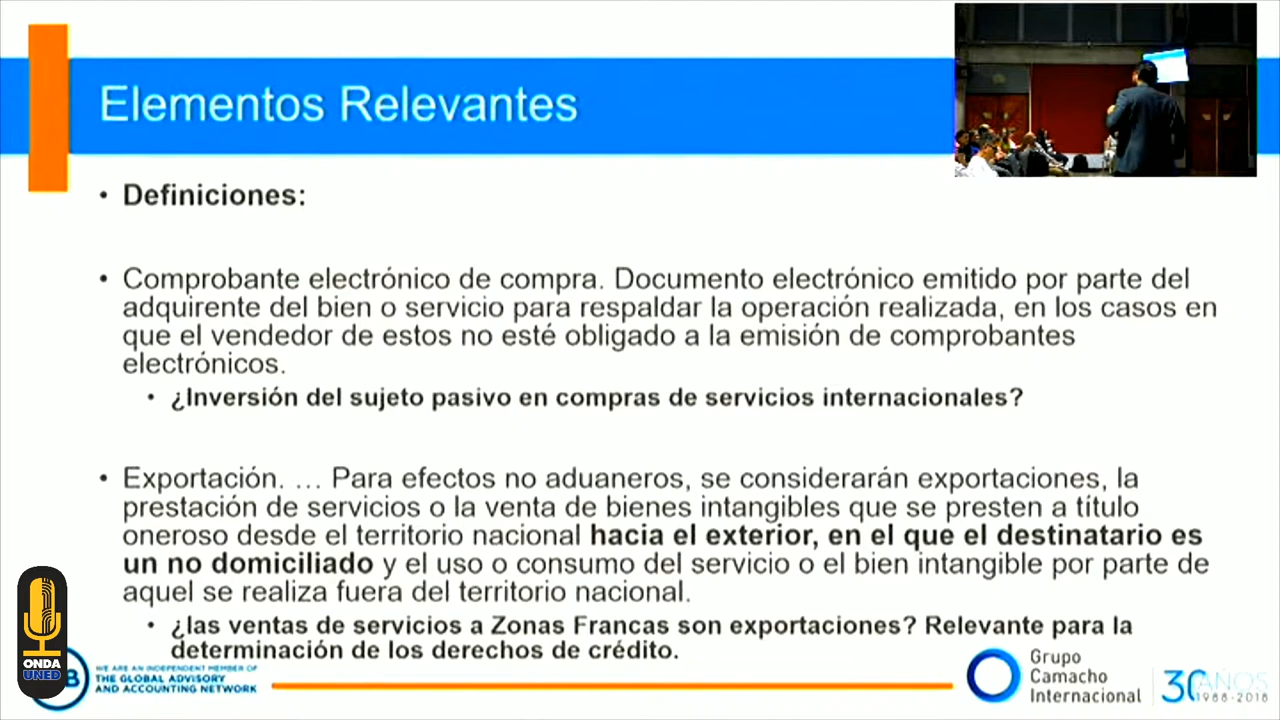 Elementos Relevantes
• Definiciones:
• Comprobante electrónico de compra. Documento electrónico emitido por parte del
adquirente del bien o servicio para respaldar la operación realizada, en los casos en
que el vendedor de estos no esté obligado a la emisión de comprobantes
electrónicos.
• ¿Inversión del sujeto pasivo en compras de servicios internacionales?
• Exportación. … Para efectos no aduaneros, se considerarán exportaciones, la
prestación de servicios o la venta de bienes intangibles que se presten a título
oneroso desde el territorio nacional hacia el exterior, en el que el destinatario es
un no domiciliado y el uso o consumo del servicio o el bien intangible por parte de
aquel se realiza fuera del territorio nacional.
• ¿las ventas de servicios a Zonas Francas son exportaciones? Relevante para la
determinación de los derechos de crédito.
ONDA
UNED
B
WE ARE AN INDEPENDENT MEMBER OF
THE GLOBAL ADVISORY
AND ACCOUNTING NETWORK
Grupo
Camacho
Internacional
30 AÑOS
1988-2018